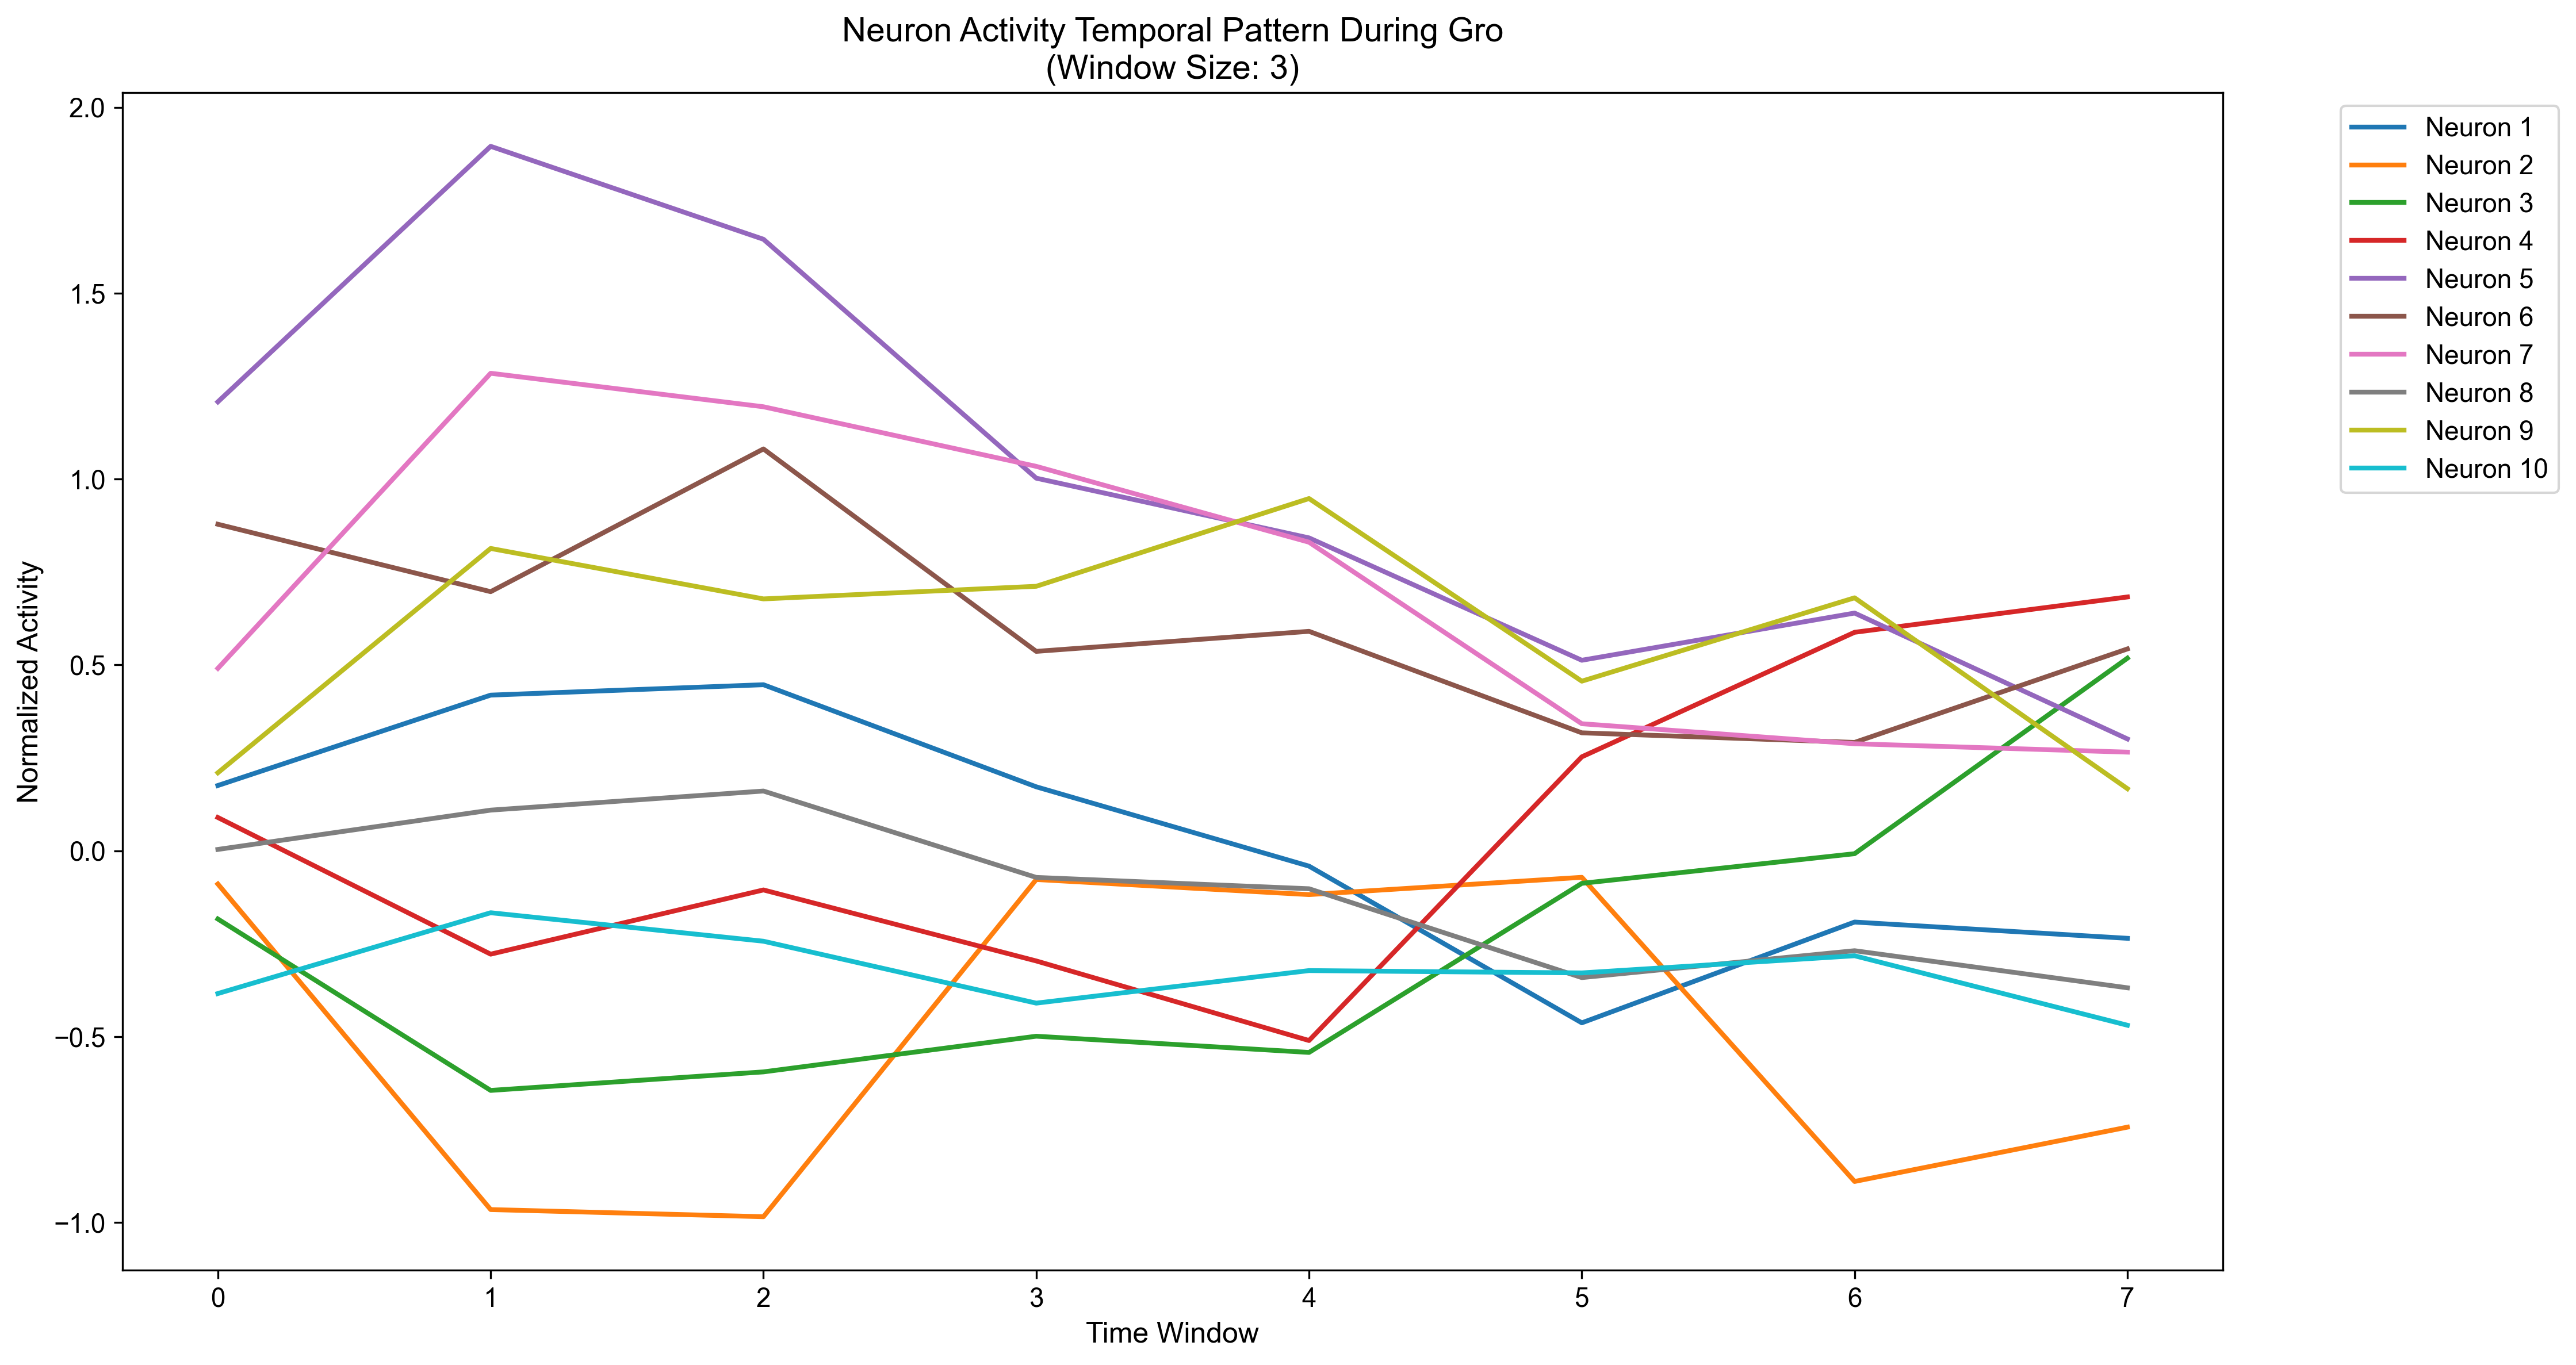 Neuron Activity Temporal Pattern During Gro
(Window Size: 3)
2.0
1.5
1.0
0.5
0.0
−0.5
−1.0
Normalized Activity
0 1 2 3 4 5 6 7
Time Window
Neuron 1
Neuron 2
Neuron 3
Neuron 4
Neuron 5
Neuron 6
Neuron 7
Neuron 8
Neuron 9
Neuron 10